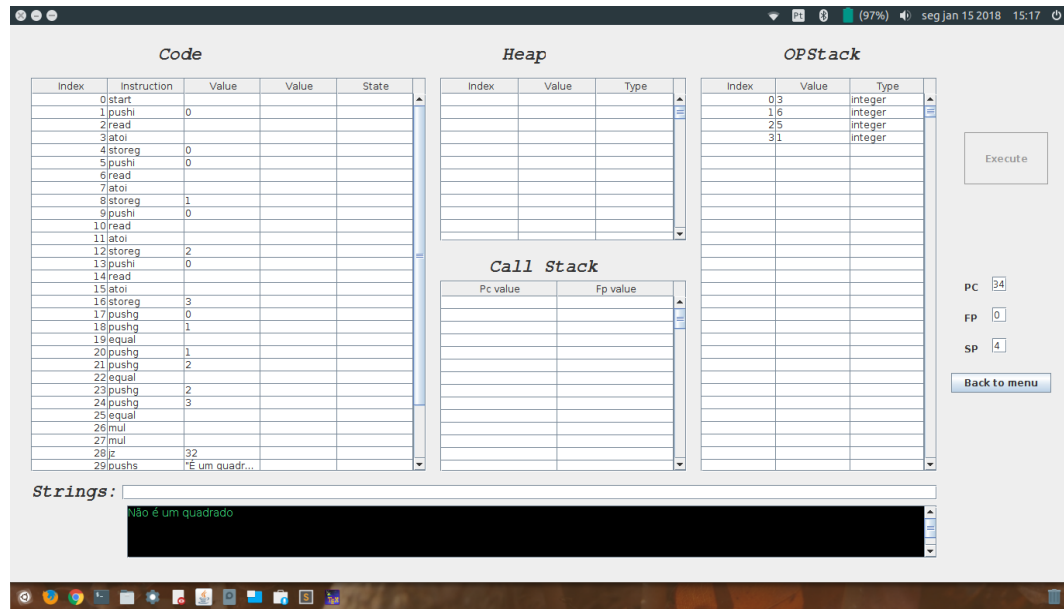 Pt (97%) seg jan 15 2018 15:17
Code Heap OPStack
Index Instruction Value Value State
0 start
1 pushi 0
2 read
3 atoi
4 storeg 0
5 pushi 0
6 read
7 atoi
8 storeg 1
9 pushi 0
10 read
11 atoi
12 storeg 2
13 pushi 0
14 read
15 atoi
16 storeg 3
17 pushg 0
18 pushg 1
19 equal
20 pushg 1
21 pushg 2
22 equal
23 pushg 2
24 pushg 3
25 equal
26 mul
27 mul
28 jz 32
29 pushs "É um quadr...
Index Value Type
Call Stack
Pc value Fp value
Index Value Type
0 3 integer
1 6 integer
2 5 integer
3 1 integer
Execute
PC 34
FP 0
SP 4
Back to menu
Strings:
Não é um quadrado